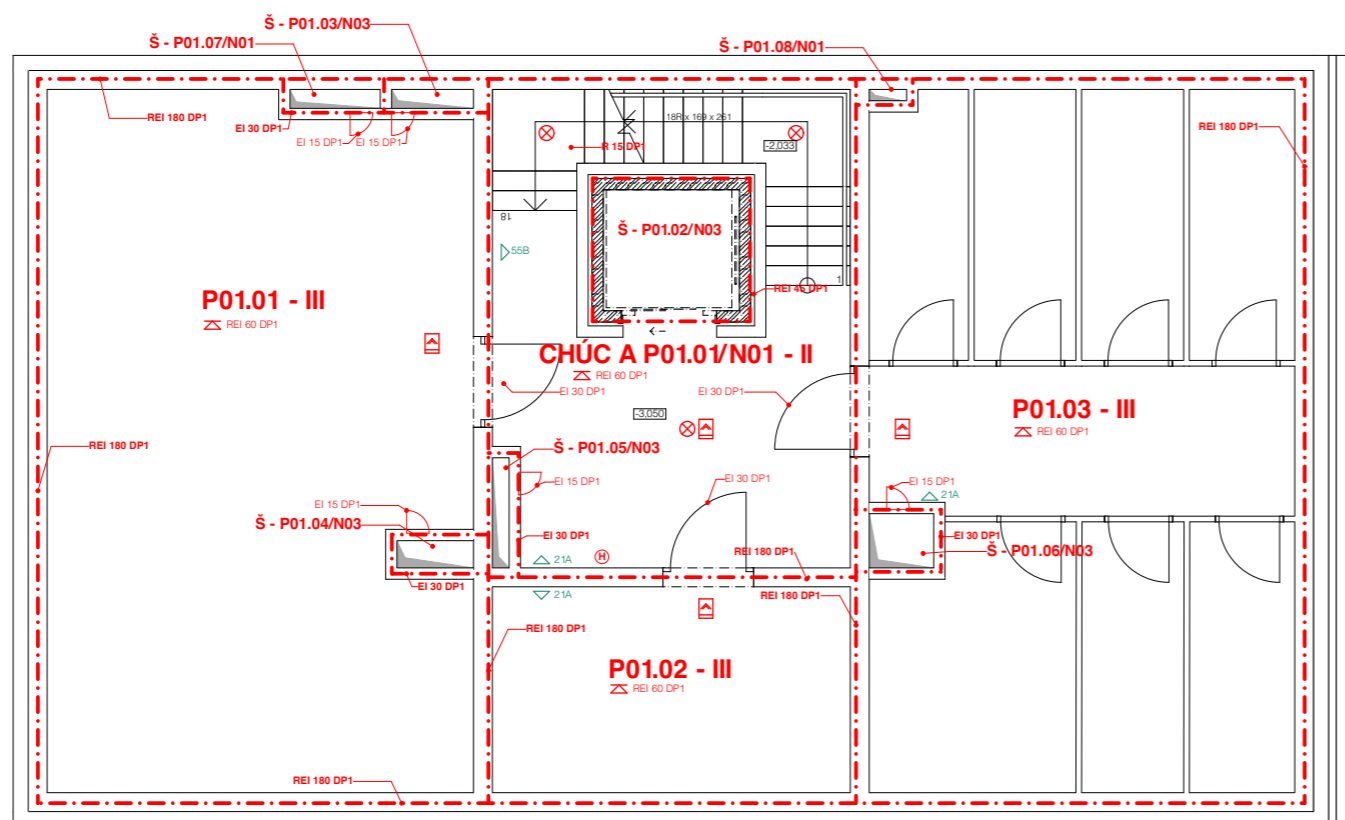 Š - P01.03/N03
Š - P01.07/N01
Š - P01.08/N01
REI 180 DP1
EI 30 DP1
EI 15 DP1
EI 15 DP1
18R x 169 x 261
R 15 DP1
-2,033
REI 180 DP1
18
55B
Š - P01.02/N03
1
REI 45 DP1
P01.01 - III
REI 60 DP1
CHÚC A P01.01/N01 - II
REI 60 DP1
EI 30 DP1
EI 30 DP1
-3,050
P01.03 - III
REI 60 DP1
REI 180 DP1
Š - P01.05/N03
EI 15 DP1
EI 30 DP1
EI 15 DP1
21A
EI 15 DP1
Š - P01.04/N03
EI 30 DP1
EI 30 DP1
Š - P01.06/N03
21A
H
REI 180 DP1
EI 30 DP1
21A
REI 180 DP1
REI 180 DP1
P01.02 - III
REI 60 DP1
REI 180 DP1